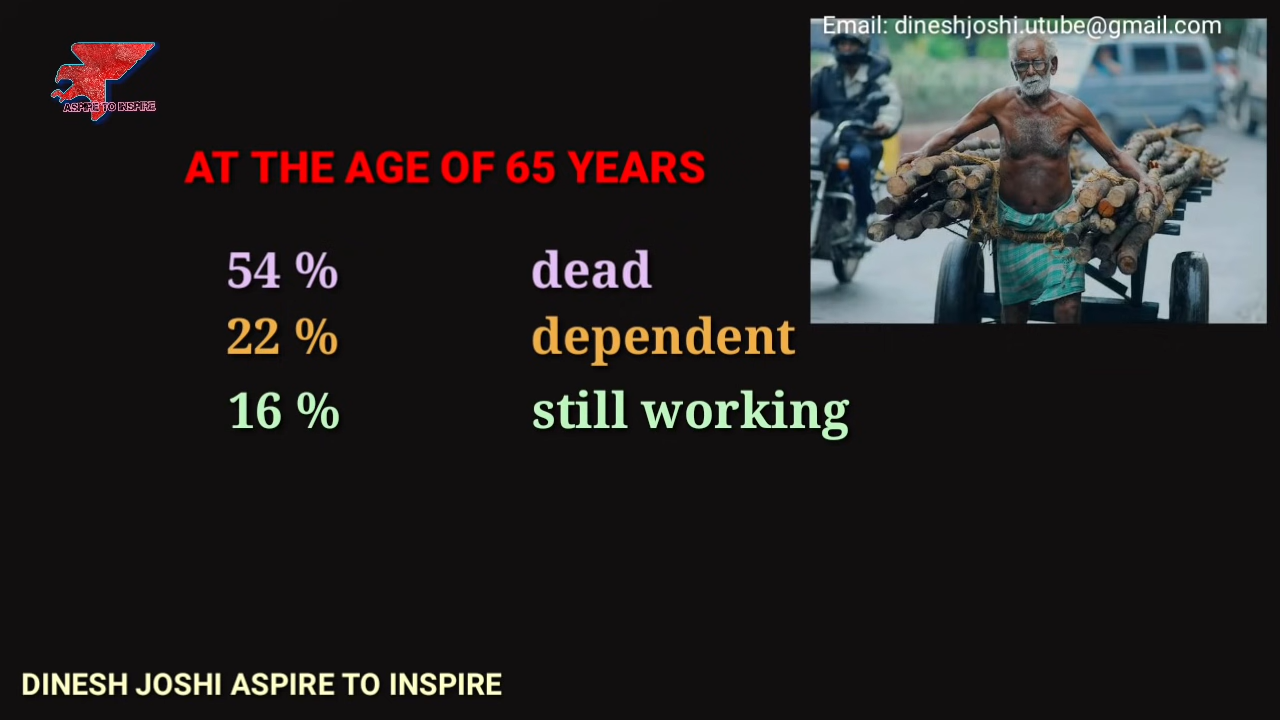 Email: dineshjoshi.utube@gmail.com
ASPIRE TO INSPIRE
AT THE AGE OF 65 YEARS
54 % dead
22 % dependent
16 % still working
DINESH JOSHI ASPIRE TO INSPIRE